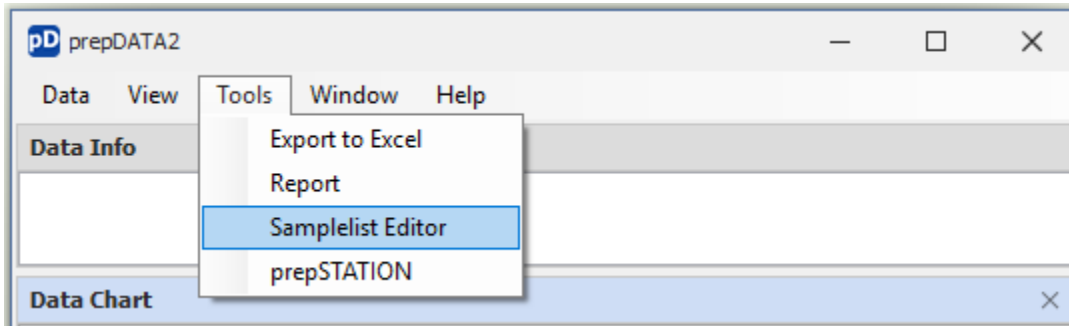 pD prepDATA2
Data View Tools Window Help
Data Info
Export to Excel
Report
Samplelist Editor
prepSTATION
Data Chart